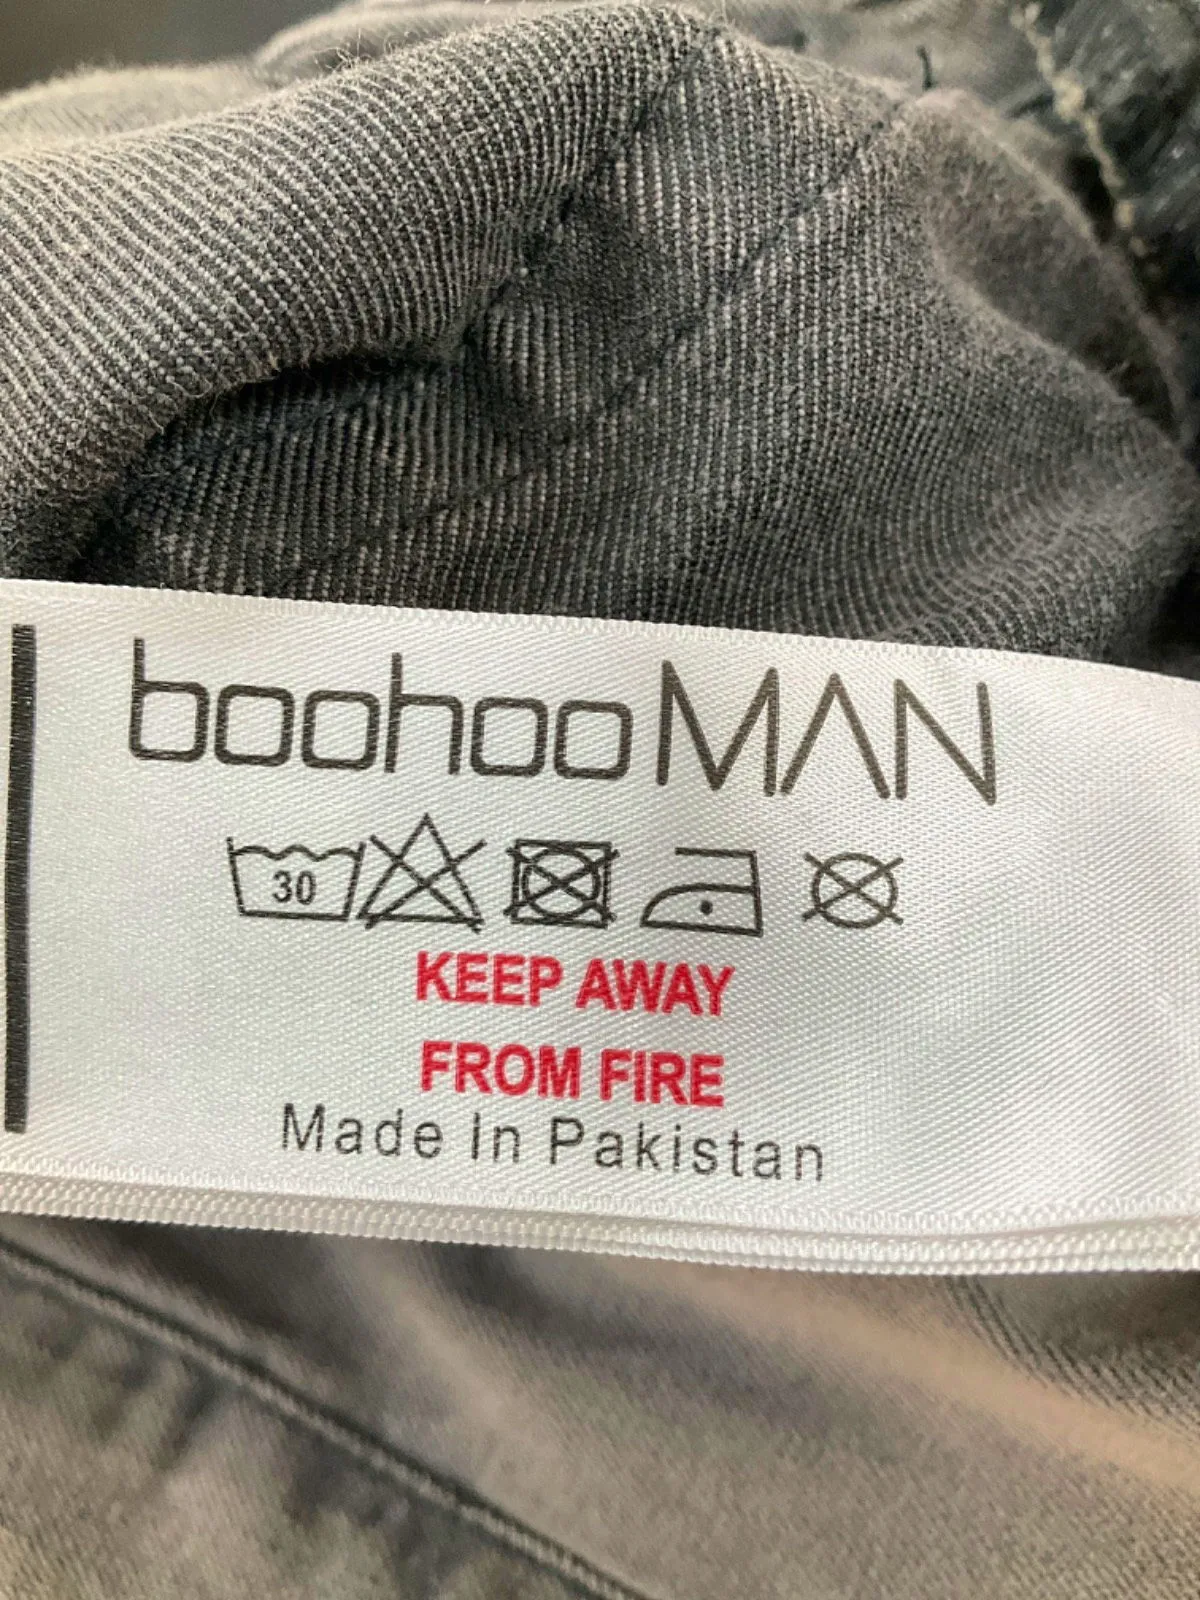 boohooMAN
30
KEEP AWAY
FROM FIRE
Made In Pakistan